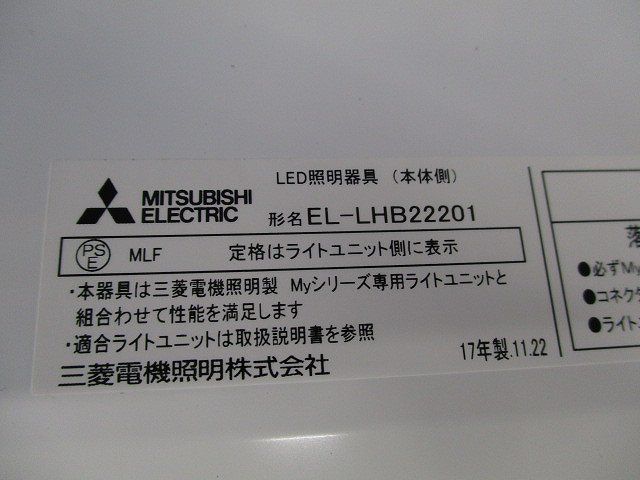 LED照明器具 (本体側)
MITSUBISHI
ELECTRIC
形名 EL-LHB22201
PS
E
MLF 定格はライトユニット側に表示
・本器具は三菱電機照明製 Myシリーズ専用ライトユニットと
組合わせて性能を満足します
・適合ライトユニットは取扱説明書を参照
17年製.11.22
三菱電機照明株式会社
落
●必ずMy
●コネクタ
●ライト